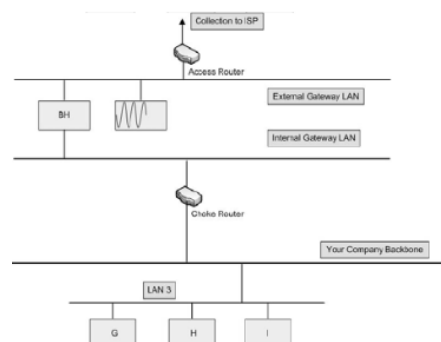 Collection to ISP
Access Router
External Gateway LAN
BH
Internal Gateway LAN
Choke Router
Your Company Backbone
LAN 3
G
H
I